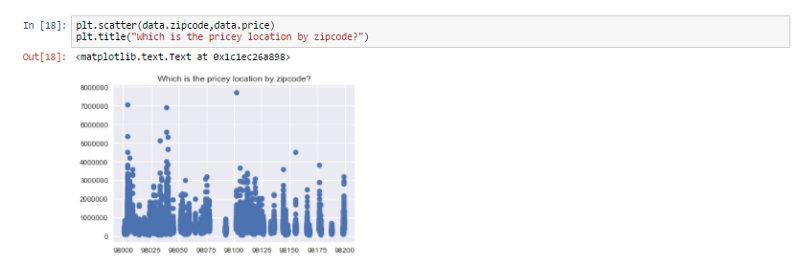 In [18]: plt.scatter(data.zipcode,data.price)
plt.title("Which is the pricey location by zipcode?")
Out[18]: <matplotlib.text.Text at 0x1c1ec26a898>
Which is the pricey location by zipcode?
8000000
7000000
6000000
5000000
4000000
3000000
2000000
1000000
0
98000 98025 98050 98075 98100 98125 98150 98175 98200